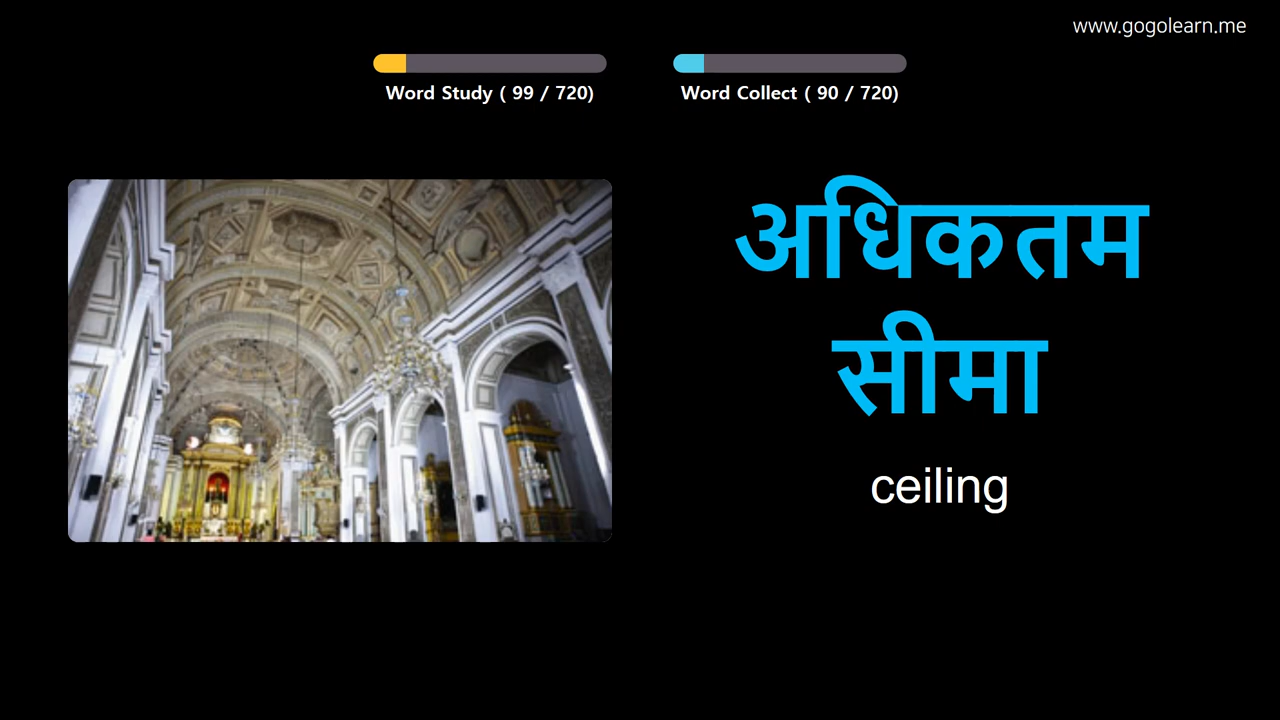 www.gogolearn.me
Word Study ( 99 / 720)
Word Collect ( 90 / 720)
अधिकतम
सीमा
ceiling